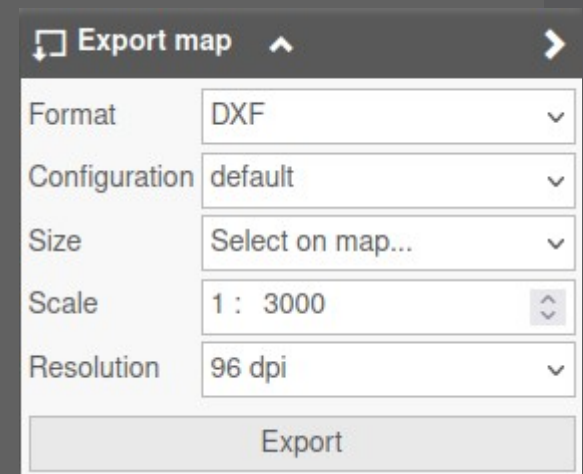 Export map
Format DXF
Configuration default
Size Select on map...
Scale 1 : 3000
Resolution 96 dpi
Export